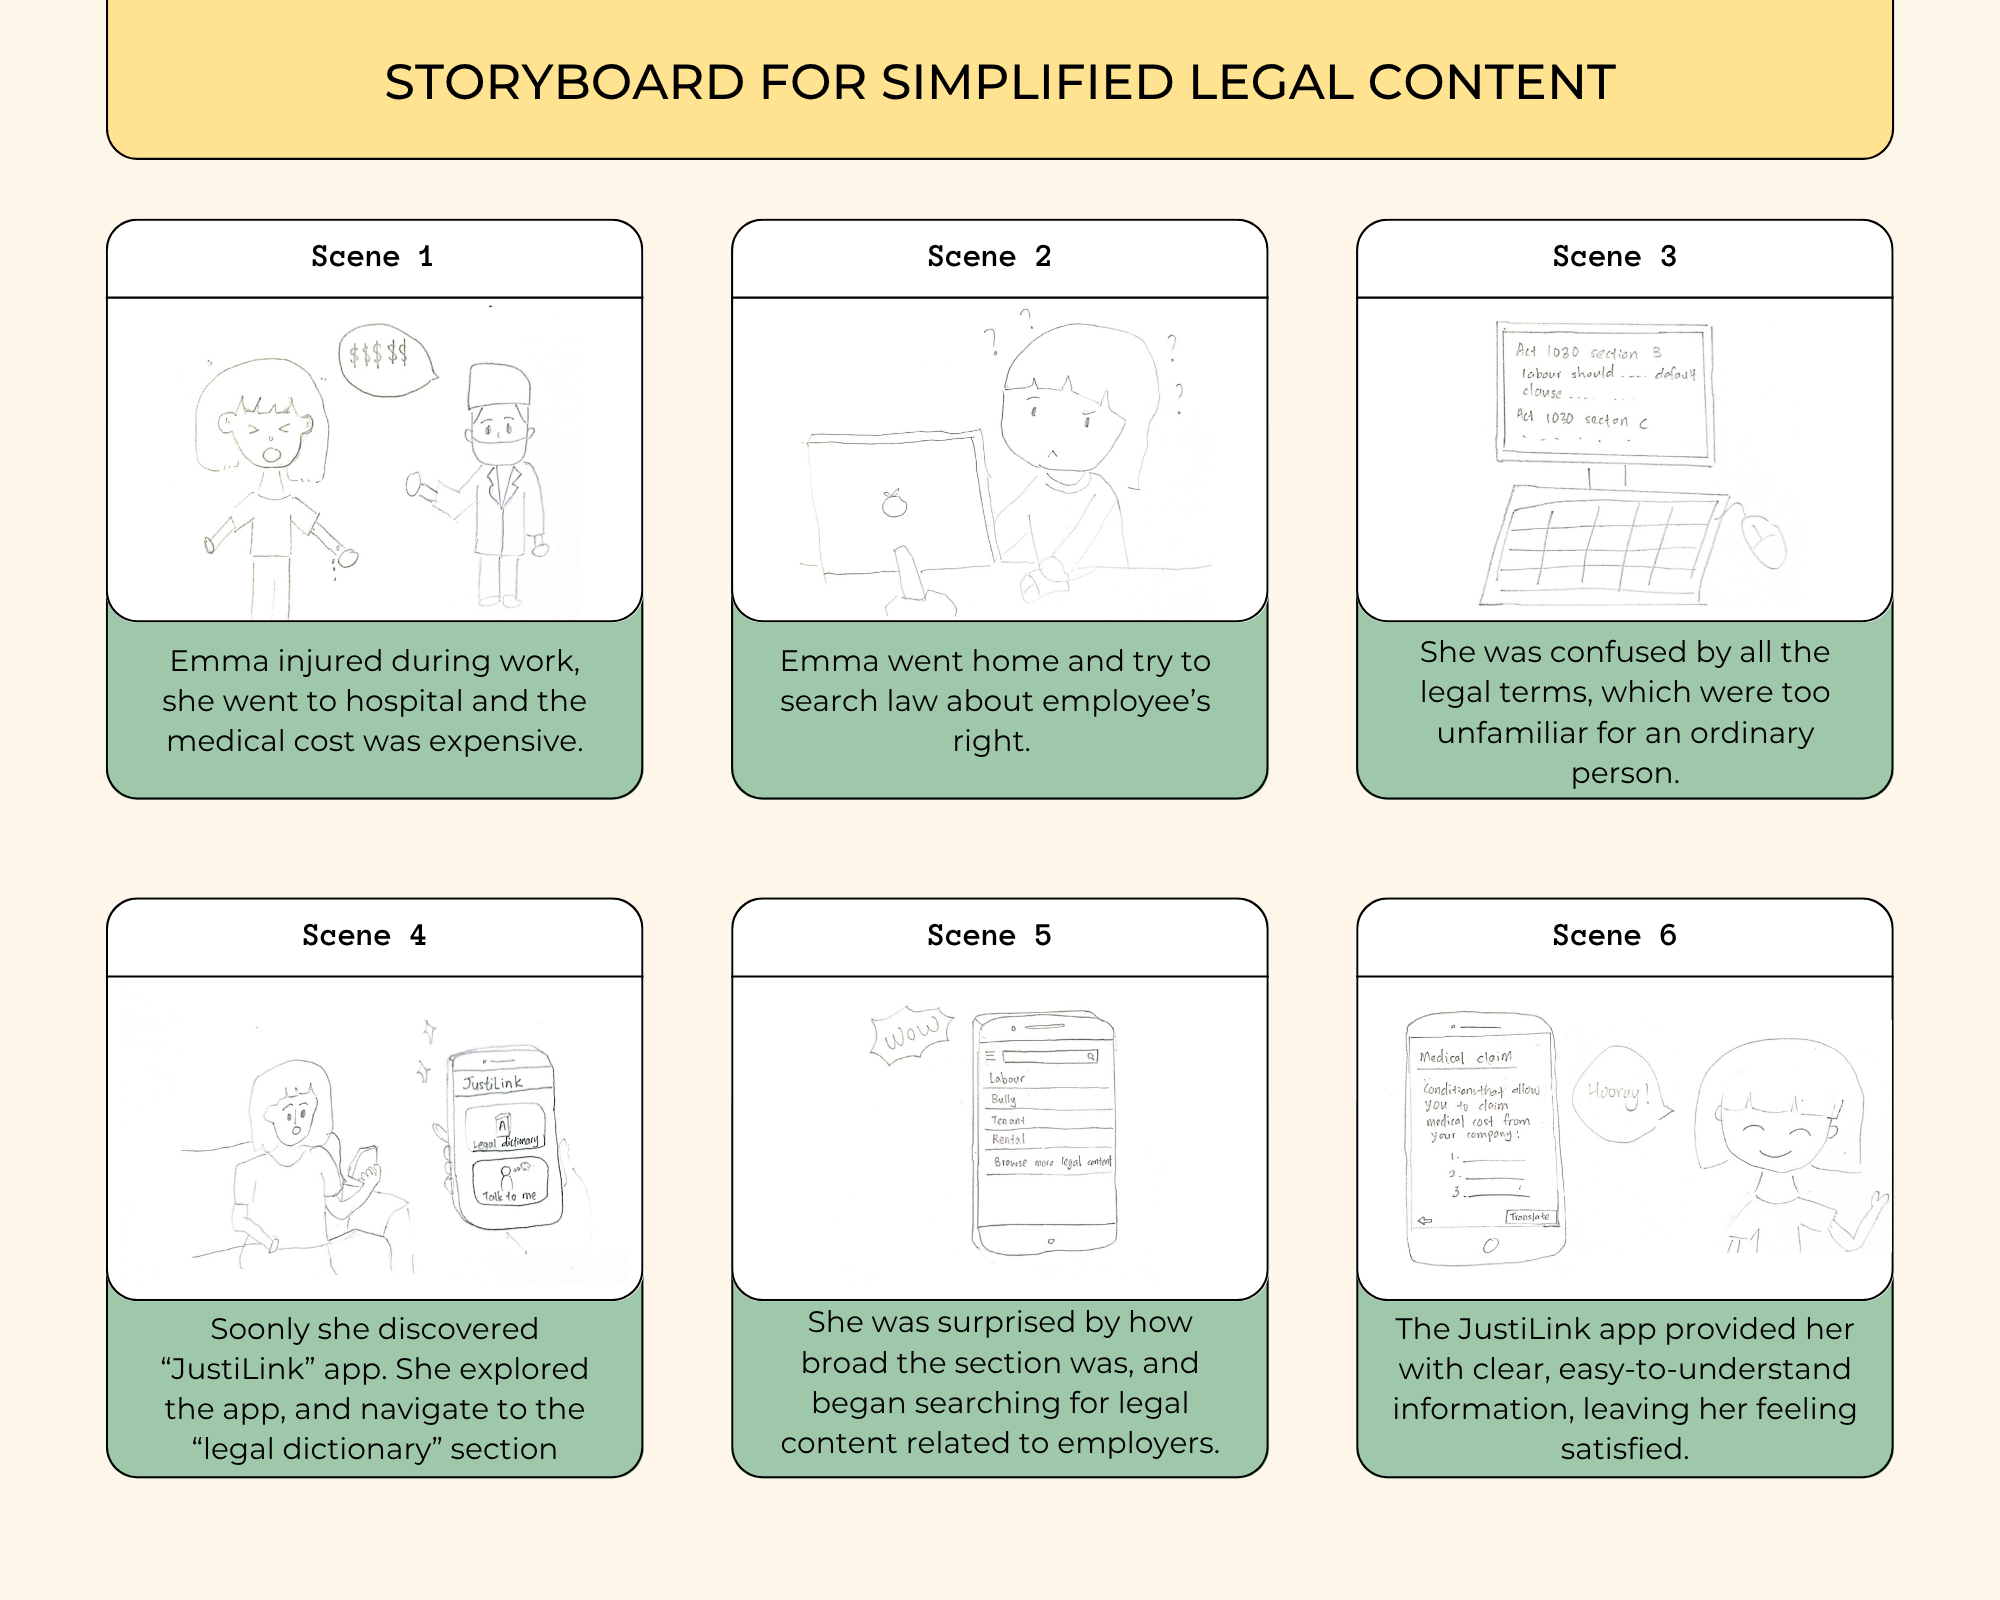 STORYBOARD FOR SIMPLIFIED LEGAL CONTENT
Scene 1
$$$$$
Emma injured during work,
she went to hospital and the
medical cost was expensive.
Scene 2
? ? ? ?
Emma went home and try to
search law about employee’s
right.
Scene 3
Act 1030 section B
labour should .... default
clause .... ...
Act 1030 secton C
- - - - - -
She was confused by all the
legal terms, which were too
unfamiliar for an ordinary
person.
Scene 4
JustiLink
A
Legal dictionary
Talk to me
Soonly she discovered
“JustiLink” app. She explored
the app, and navigate to the
“legal dictionary” section
Scene 5
WOW
Labour
Bully
Tenant
Rental
Browse more legal content
She was surprised by how
broad the section was, and
began searching for legal
content related to employers.
Scene 6
Medical claim
Conditions that allow
you to claim
medical cost from
your company:
1.
2.
3.
Translate
Hooray!
The JustiLink app provided her
with clear, easy-to-understand
information, leaving her feeling
satisfied.